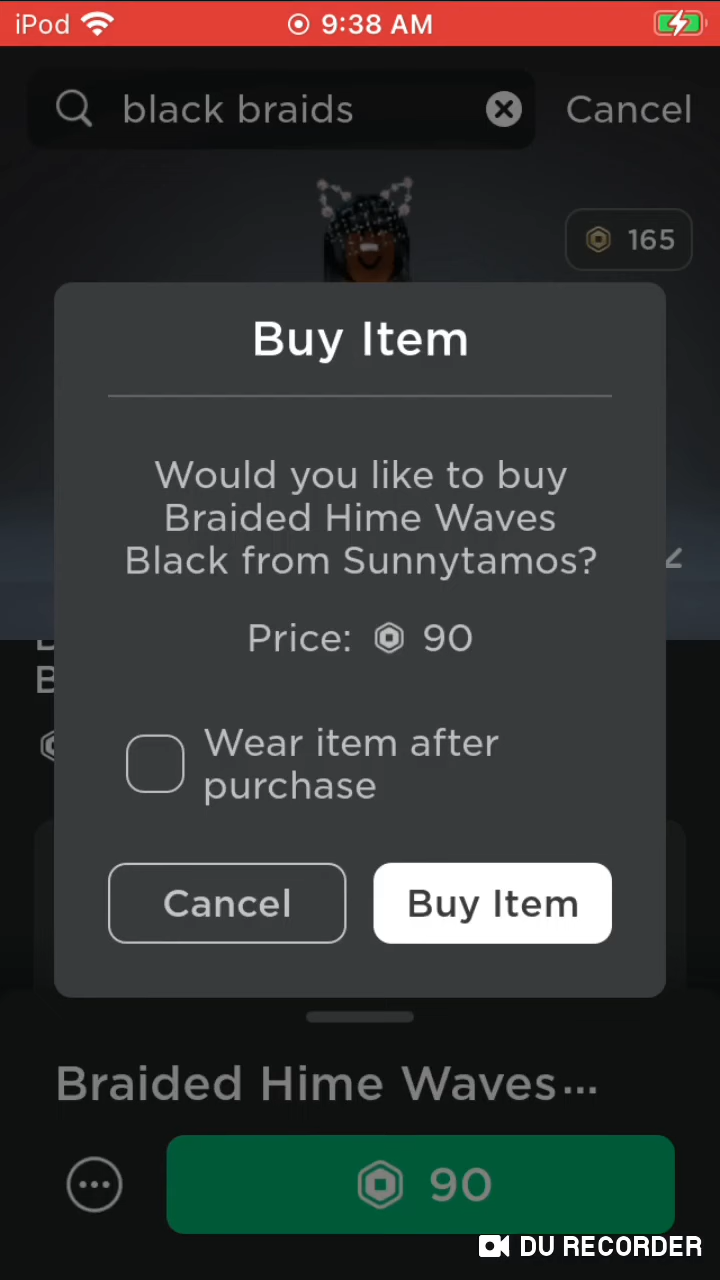 iPod 9:38 AM
black braids Cancel
165
Buy Item
Would you like to buy
Braided Hime Waves
Black from Sunnytamos?
Price: 90
Wear item after
purchase
Cancel Buy Item
Braided Hime Waves...
90
DU RECORDER